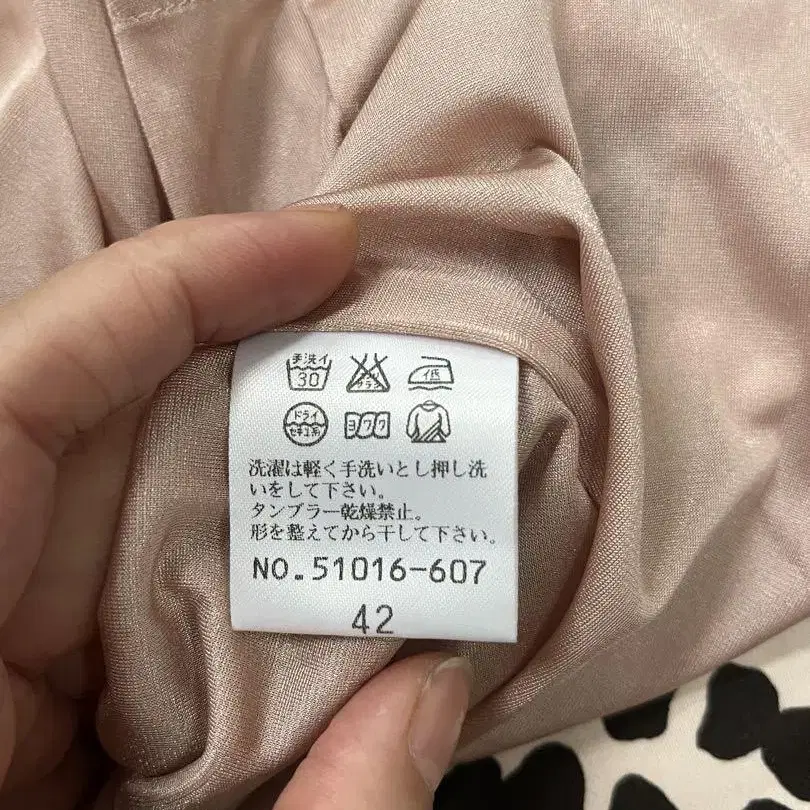 手洗イ
30
低
ドライ
セキユ系
ヨワク
洗濯は軽く手洗いとし押し洗
いをして下さい。
タンブラー乾燥禁止。
形を整えてから干して下さい。
NO.51016-607
42